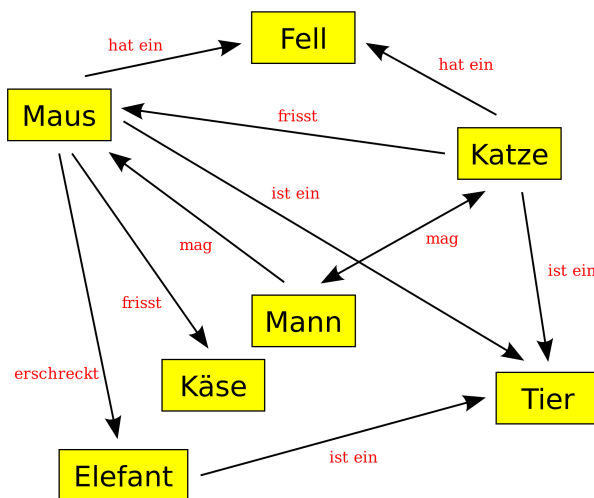 Fell
hat ein
hat ein
Maus
frisst
Katze
ist ein
mag
mag
ist ein
frisst
Mann
erschreckt
Käse
Tier
ist ein
Elefant